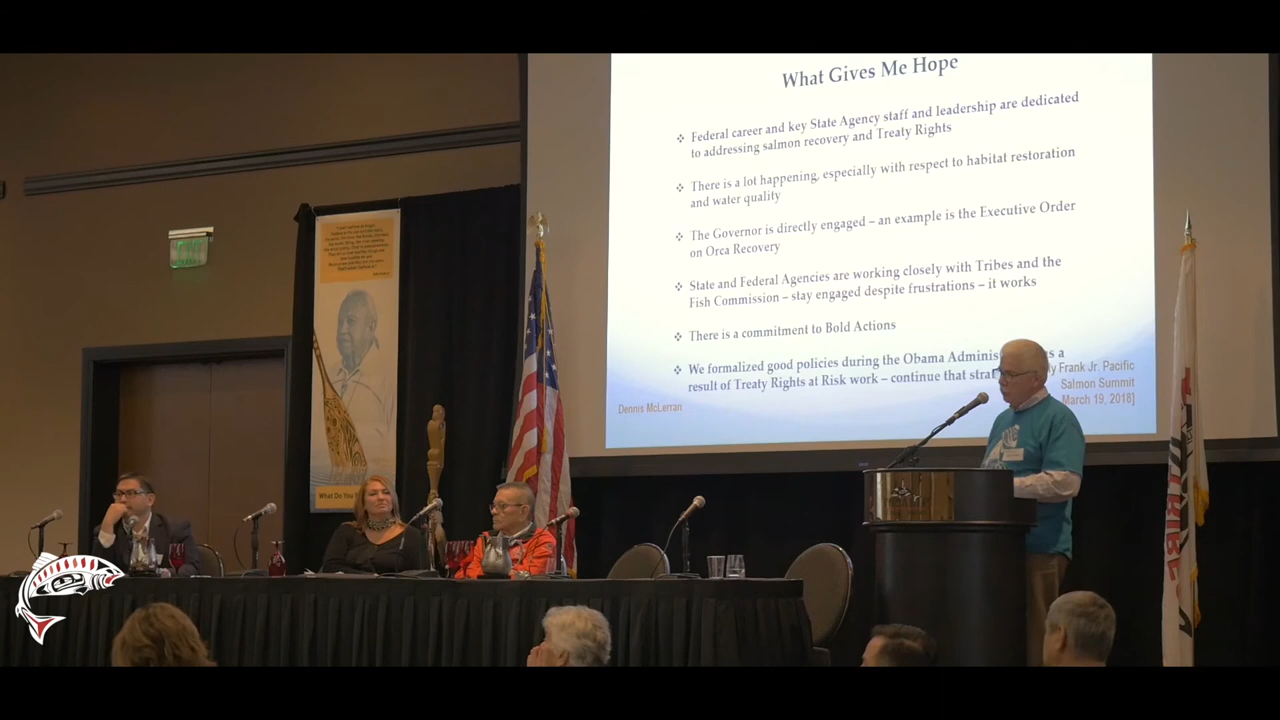 What Gives Me Hope
❖ Federal career and key State Agency staff and leadership are dedicated
to addressing salmon recovery and Treaty Rights
❖ There is a lot happening, especially with respect to habitat restoration
and water quality
❖ The Governor is directly engaged – an example is the Executive Order
on Orca Recovery
❖ State and Federal Agencies are working closely with Tribes and the
Fish Commission – stay engaged despite frustrations – it works
❖ There is a commitment to Bold Actions
❖ We formalized good policies during the Obama a
result of Treaty Rights at Risk work – continue that
Dennis McLerran
Frank Jr. Pacific
Salmon Summit
March 19, 2018]
What Do You